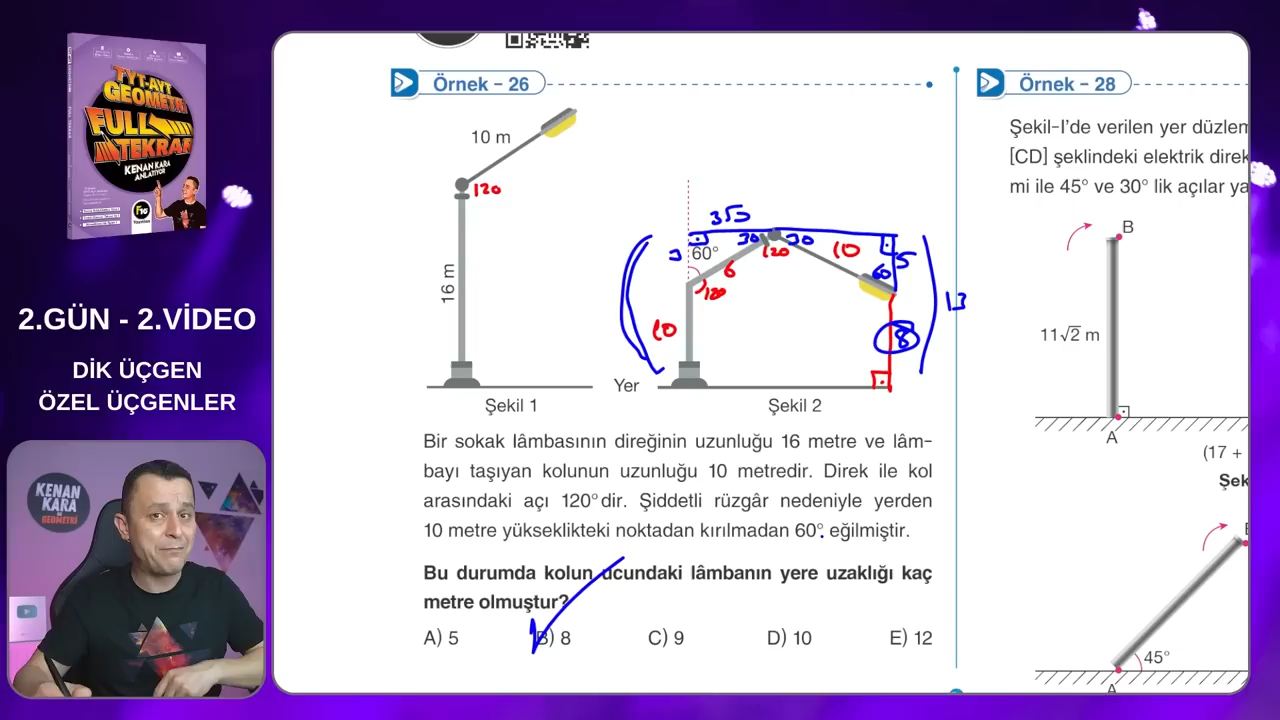 TYT-AYT
GEOMETRİ
FULL
TEKRAR
KENAN KARA
ANLATIYOR
2.GÜN - 2.VİDEO
DİK ÜÇGEN
ÖZEL ÜÇGENLER
KENAN
KARA
GEOMETRİ
Örnek – 26
10 m
120
16 m
Şekil 1
3√3
30
30
3
60°
120
10
5
6
60
120
10
8
13
Yer
Şekil 2
Bir sokak lâmbasının direğinin uzunluğu 16 metre ve lâm-
bayı taşıyan kolunun uzunluğu 10 metredir. Direk ile kol
arasındaki açı 120° dir. Şiddetli rüzgâr nedeniyle yerden
10 metre yükseklikteki noktadan kırılmadan 60°. eğilmiştir.
Bu durumda kolun ucundaki lâmbanın yere uzaklığı kaç
metre olmuştur?
A) 5 B) 8 C) 9 D) 10 E) 12
Örnek – 28
Şekil-I'de verilen yer düzlem
[CD] şeklindeki elektrik direk
mi ile 45° ve 30° lik açılar ya
B
11√2 m
A
(17 +
Şek
45°